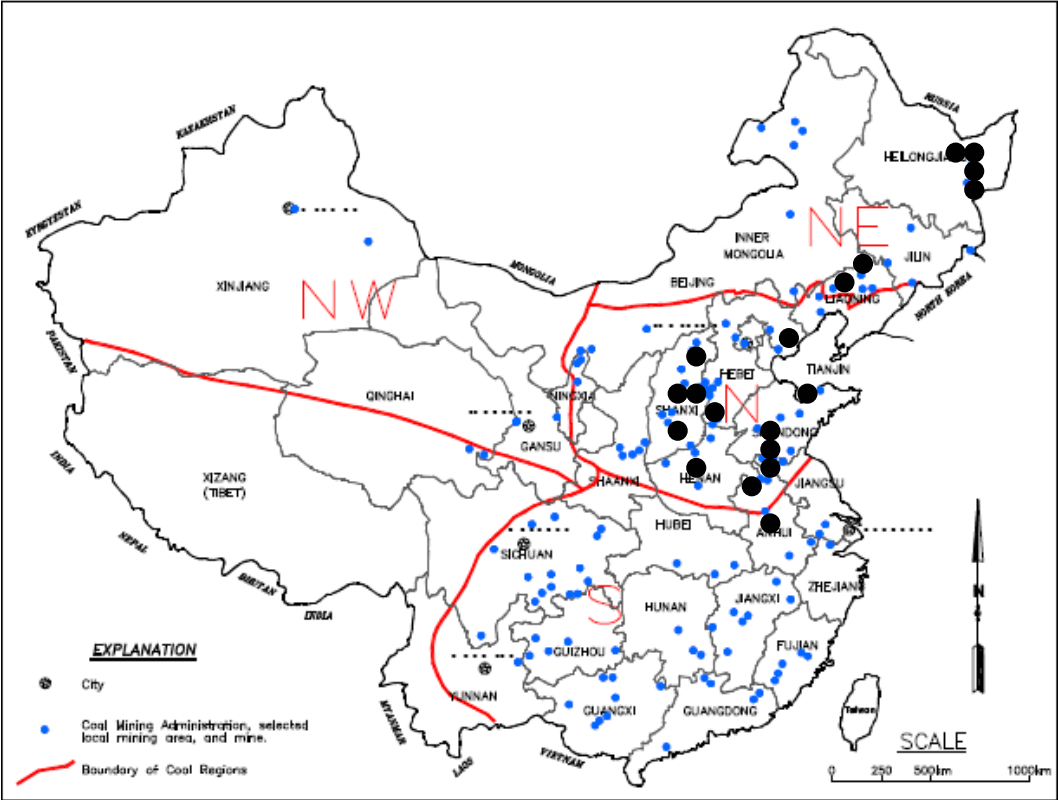 RUSSIA
KAZAKHSTAN
HEILONGJIA
KYRGYZSTAN
NE
INNER
MONGOLIA
JILIN
MONGOLIA
BEIJING
XINJIANG
NW
LIAONING
NORTH KOREA
PAKISTAN
HEBEI
TIANJIN
QINGHAI
NINGXIA
SHANXI
N
GANSU
INDIA
XIZANG
(TIBET)
SHAANXI
HENAN
JIANGSU
HUBEI
ANHUI
SICHUAN
NEPAL
BHUTAN
INDIA
S
HUNAN
JIANGXI
ZHEJIANG
N
EXPLANATION
GUIZHOU
FUJIAN
City
YUNNAN
MYANMAR
GUANGXI
GUANGDONG
Taiwan
Coal Mining Administration, selected
local mining area, and mine.
LAOS
VIETNAM
SCALE
Boundary of Coal Regions
0 250 500km 1000km